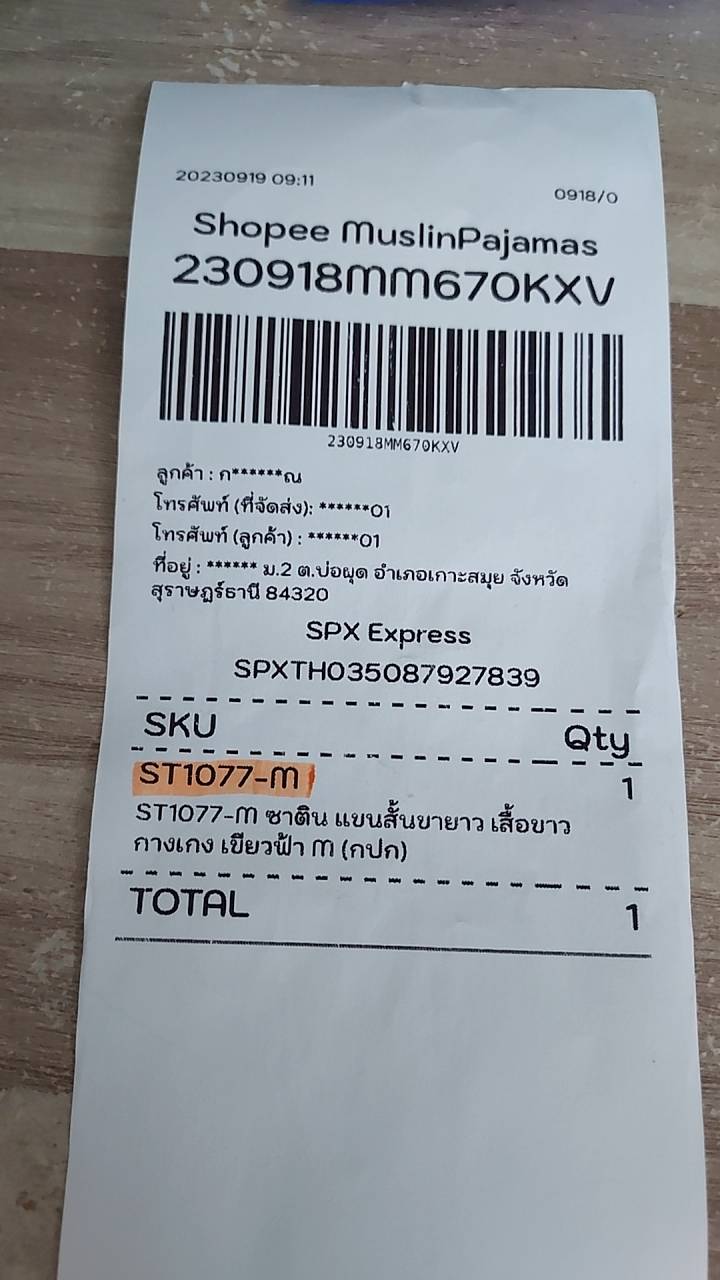 20230919 09:11
0918/0
Shopee MuslinPajamas
230918MM670KXV
230918MM670KXV
ลูกค้า : ก******ณ
โทรศัพท์ (ที่จัดส่ง): ******01
โทรศัพท์ (ลูกค้า) : ******01
ที่อยู่ : ****** ม.2 ต.บ่อผุด อำเภอเกาะสมุย จังหวัด
สุราษฎร์ธานี 84320
SPX Express
SPXTH035087927839
SKU Qty
ST1077-M 1
ST1077-M ซาติน แขนสั้นขายาว เสื้อขาว
กางเกง เขียวฟ้า M (กปก)
TOTAL 1